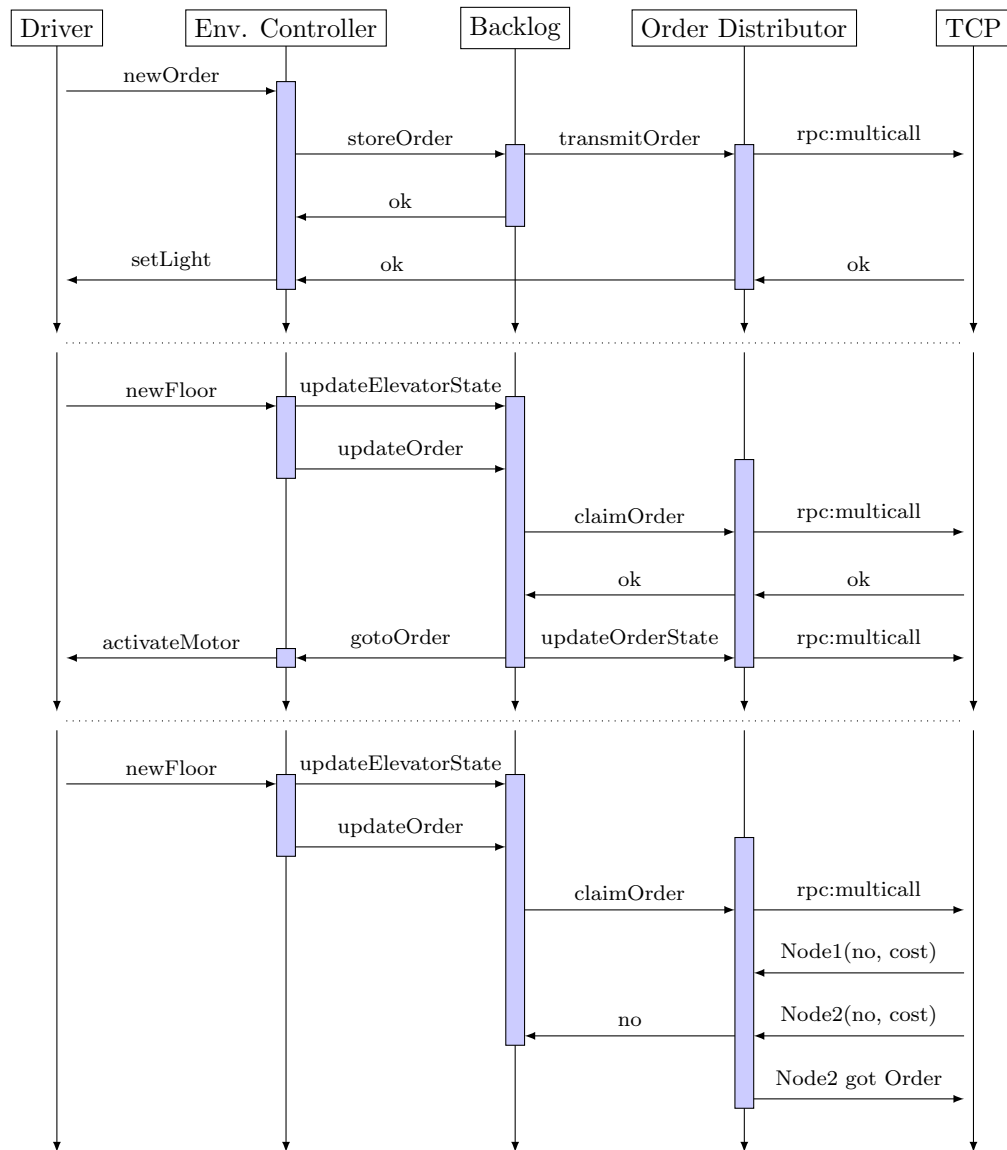 Driver Env. Controller Backlog Order Distributor TCP
newOrder
storeOrder transmitOrder rpc:multicall
ok
setLight ok ok
newFloor updateElevatorState
updateOrder
claimOrder rpc:multicall
ok ok
activateMotor gotoOrder updateOrderState rpc:multicall
newFloor updateElevatorState
updateOrder
claimOrder rpc:multicall
Node1(no, cost)
no Node2(no, cost)
Node2 got Order